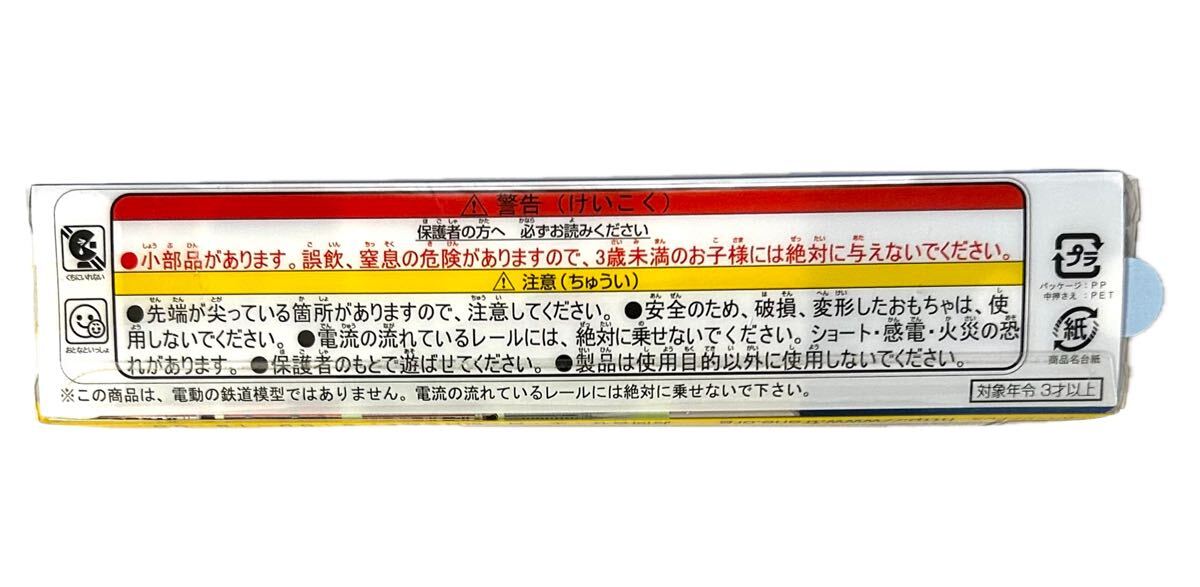 ⚠ 警告(けいこく)
保護者の方へ 必ずお読みください
●小部品があります。誤飲、窒息の危険がありますので、3歳未満のお子様には絶対に与えないでください。
⚠ 注意(ちゅうい)
●先端が尖っている箇所がありますので、注意してください。 ●安全のため、破損、変形したおもちゃは、使
用しないでください。 ●電流の流れているレールには、絶対に乗せないでください。ショート・感電・火災の恐
れがあります。 ●保護者のもとで遊ばせてください。 ●製品は使用目的以外に使用しないでください。
※この商品は、電動の鉄道模型ではありません。電流の流れているレールには絶対に乗せないで下さい。
対象年令 3才以上
くちにいれない
おとなといっしょ
プラ
パッケージ:PP
中押さえ:PET
紙
商品名台紙